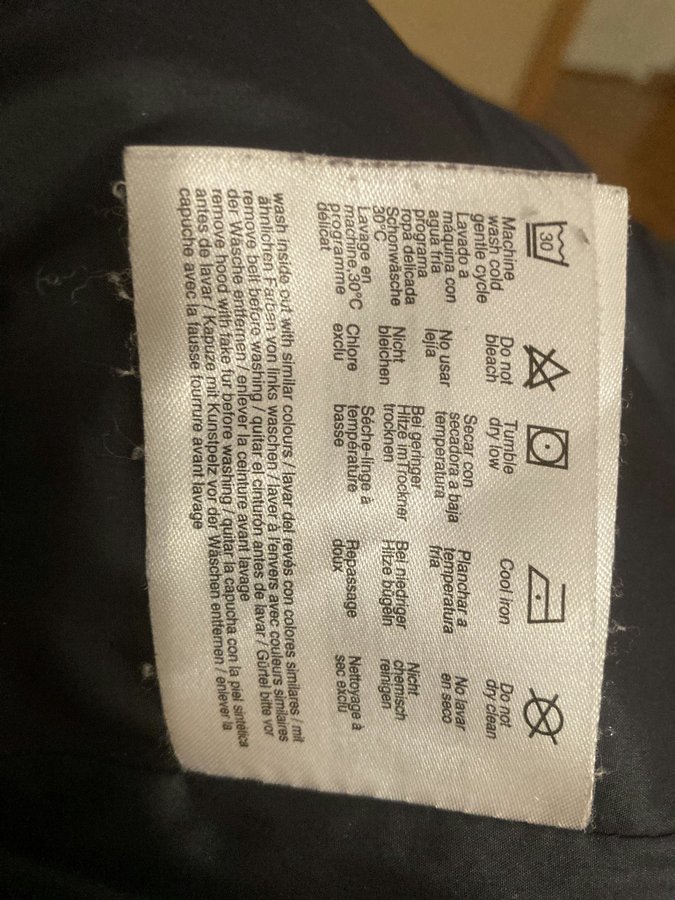 30
Machine
wash cold
gentle cycle
Lavado à
máquina con
agua fria
programa
ropa delicada
Schonwäsche
30°C
Lavage en
machine.30°C
programme
délicat
Do not
bleach
No usar
lejía
Nicht
bleichen
Chlore
exclu
Tumble
dry low
Secar con
secadora a baja
temperatura
Bei geringer
Hitze imTrockner
trocknen
Séche-linge à
température
basse
Cool iron
Planchar a
temperatura
fria
Bei niedriger
Hitze bügeln
Repassage
doux
Do not
dry clean
No lavar
en seco
Nicht
chemisch
reinigen
Nettoyage à
sec exclu
wash inside out with similar colours / lavar del revés con colores similares / mit
ähnlichen Farben von links waschen / laver à l'envers avec couleurs similaires
remove belt before washing / quitar el cinturón antes de lavar / Gürtel bitte vor
der Wäsche entfernen / enlever la ceinture avant lavage
remove hood with fake fur before washing / quitar la capucha con la piel sintética
antes de lavar / Kapuze mit Kunstpelz vor der Wäschen entfernen / enlever la
capuche avec la fausse fourrure avant lavage